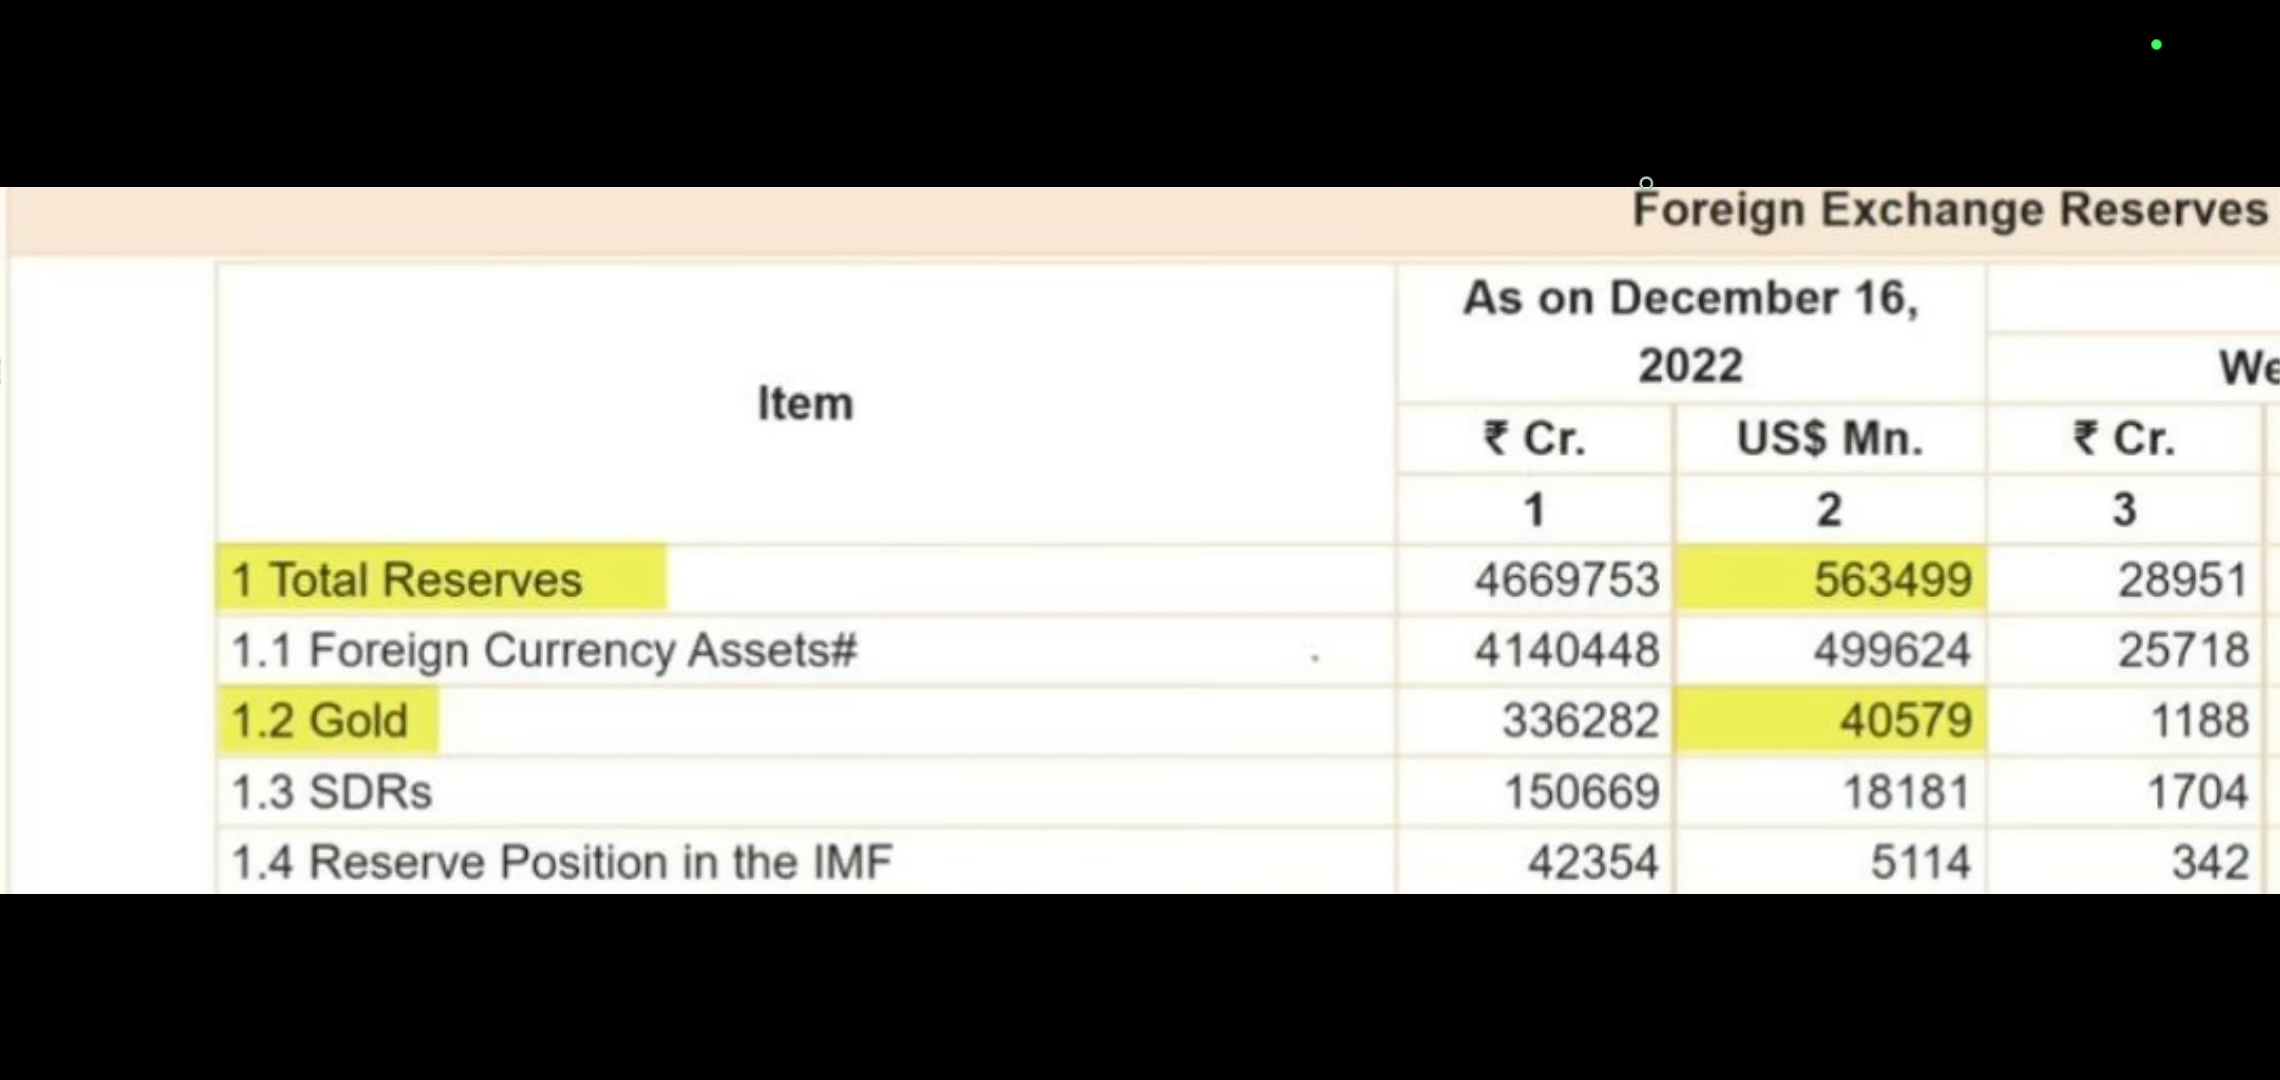 Foreign Exchange Reserves
Item
As on December 16,
2022
We
₹ Cr. US$ Mn. ₹ Cr.
1 2 3
1 Total Reserves 4669753 563499 28951
1.1 Foreign Currency Assets# 4140448 499624 25718
1.2 Gold 336282 40579 1188
1.3 SDRs 150669 18181 1704
1.4 Reserve Position in the IMF 42354 5114 342